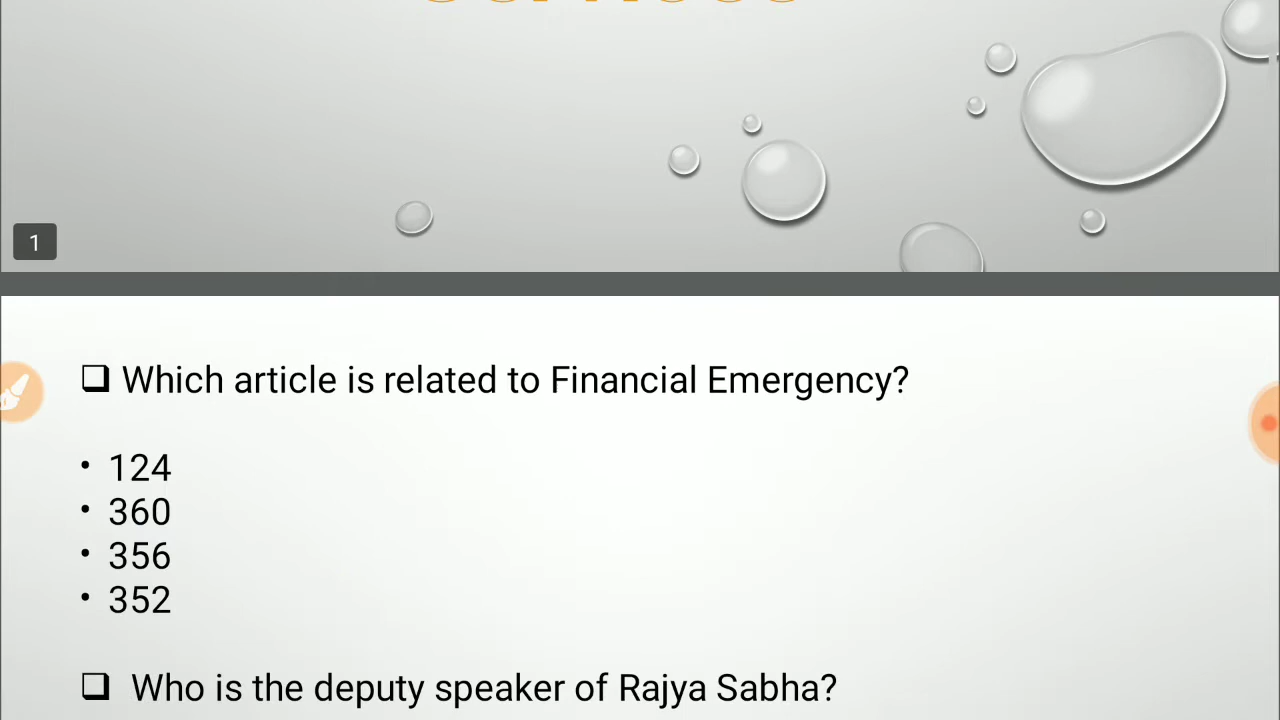 1
❑ Which article is related to Financial Emergency?
• 124
• 360
• 356
• 352
❑ Who is the deputy speaker of Rajya Sabha?